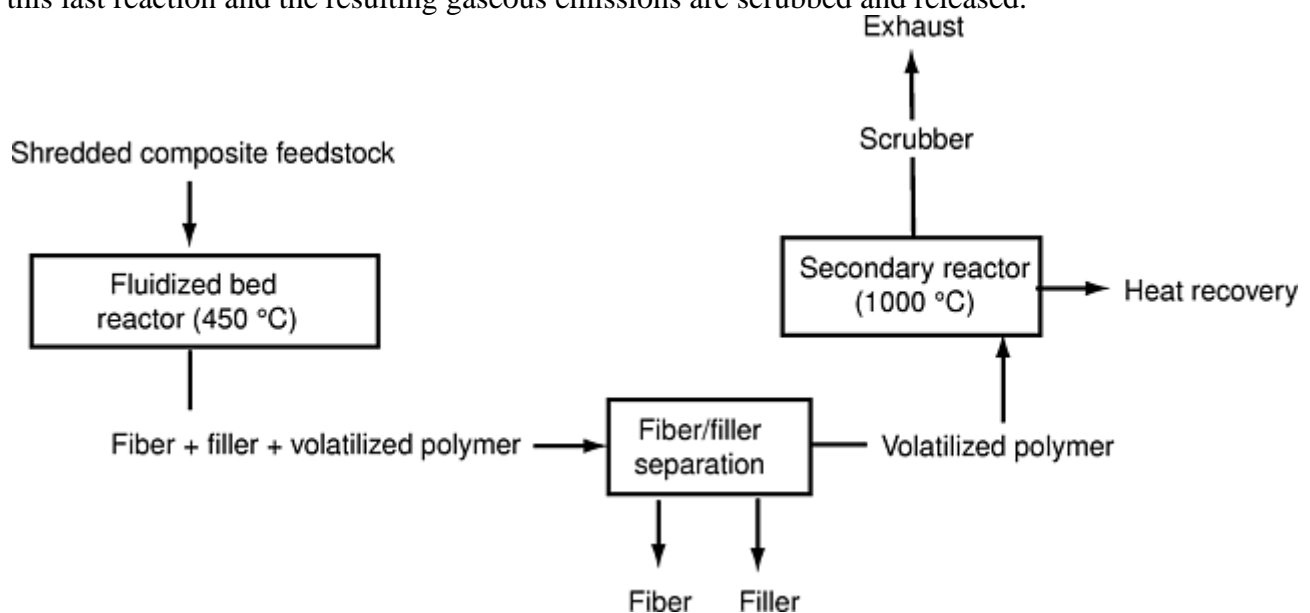 this last reaction and the resulting gaseous emissions are scrubbed and released.
Exhaust
Scrubber
Shredded composite feedstock
Fluidized bed
reactor (450 °C)
Secondary reactor
(1000 °C)
Heat recovery
Fiber + filler + volatilized polymer
Fiber/filler
separation
Volatilized polymer
Fiber
Filler